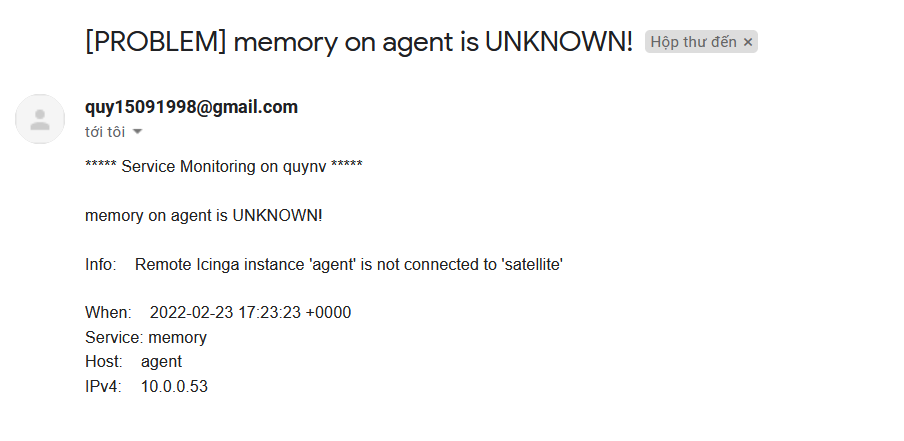 [PROBLEM] memory on agent is UNKNOWN! Hộp thư đến ×
quy15091998@gmail.com
tới tôi
***** Service Monitoring on quynv *****
memory on agent is UNKNOWN!
Info: Remote Icinga instance 'agent' is not connected to 'satellite'
When: 2022-02-23 17:23:23 +0000
Service: memory
Host: agent
IPv4: 10.0.0.53